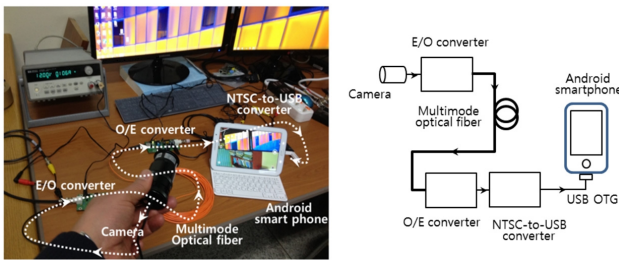 NTSC-to-USB
converter
O/E converter
E/O converter
Camera
Multimode
Optical fiber
Android
smart phone
E/O converter
Camera
Multimode
optical fiber
Android
smartphone
USB OTG
O/E converter
NTSC-to-USB
converter